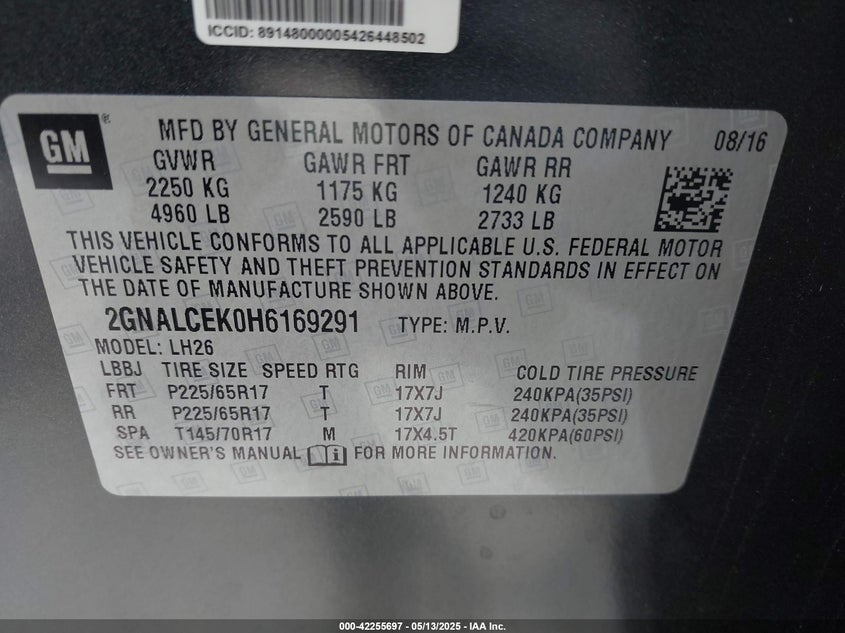 ICCID: 89148000005426448502
GM®
MFD BY GENERAL MOTORS OF CANADA COMPANY 08/16
GVWR GAWR FRT GAWR RR
2250 KG 1175 KG 1240 KG
4960 LB 2590 LB 2733 LB
THIS VEHICLE CONFORMS TO ALL APPLICABLE U.S. FEDERAL MOTOR
VEHICLE SAFETY AND THEFT PREVENTION STANDARDS IN EFFECT ON
THE DATE OF MANUFACTURE SHOWN ABOVE.
2GNALCEK0H6169291 TYPE: M.P.V.
MODEL: LH26
LBBJ TIRE SIZE SPEED RTG RIM COLD TIRE PRESSURE
FRT P225/65R17 T 17X7J 240KPA(35PSI)
RR P225/65R17 T 17X7J 240KPA(35PSI)
SPA T145/70R17 M 17X4.5T 420KPA(60PSI)
SEE OWNER'S MANUAL FOR MORE INFORMATION.
000-42255697 - 05/13/2025 - IAA Inc.